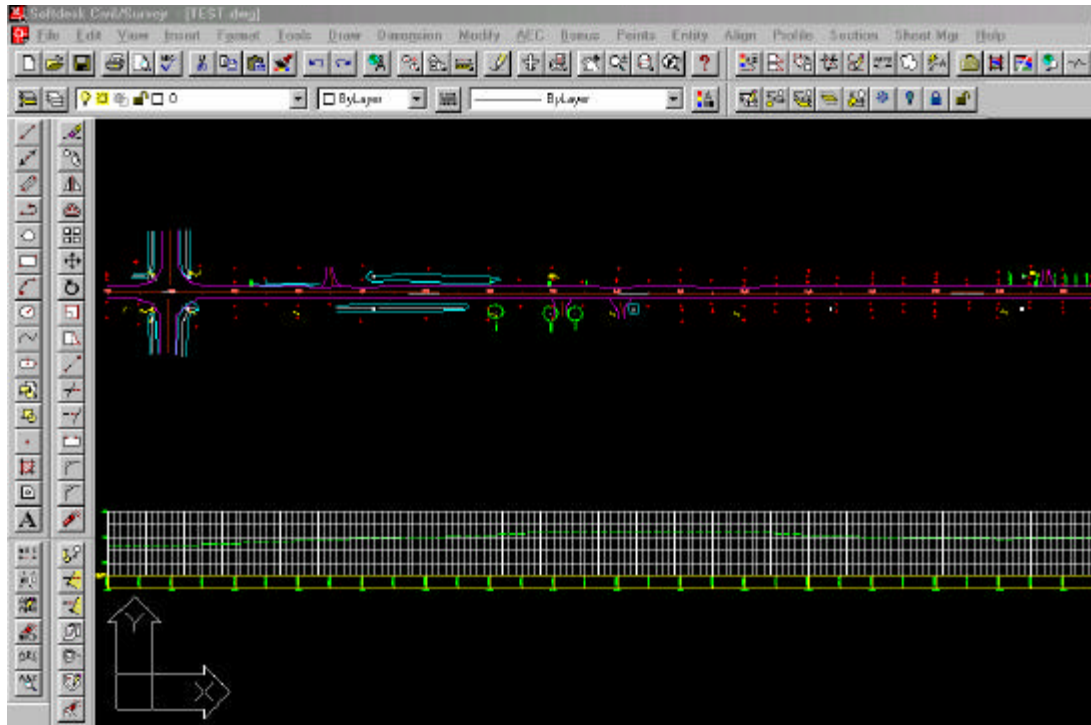 Softdesk Civil/Survey - [TEST.dwg]
File Edit View Insert Format Tools Draw Dimension Modify AEC Bonus Points Entity Align Profile Section Sheet Mgr Help
0 ByLayer ByLayer
A
Y
X